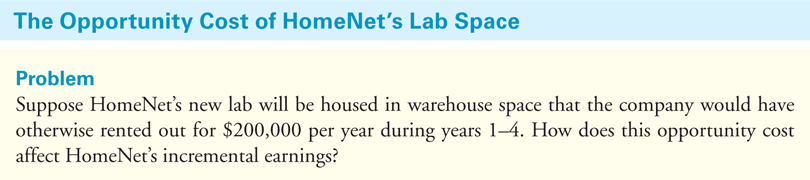 The Opportunity Cost of HomeNet's Lab Space
Problem
Suppose HomeNet's new lab will be housed in warehouse space that the company would have
otherwise rented out for $200,000 per year during years 1–4. How does this opportunity cost
affect HomeNet's incremental earnings?